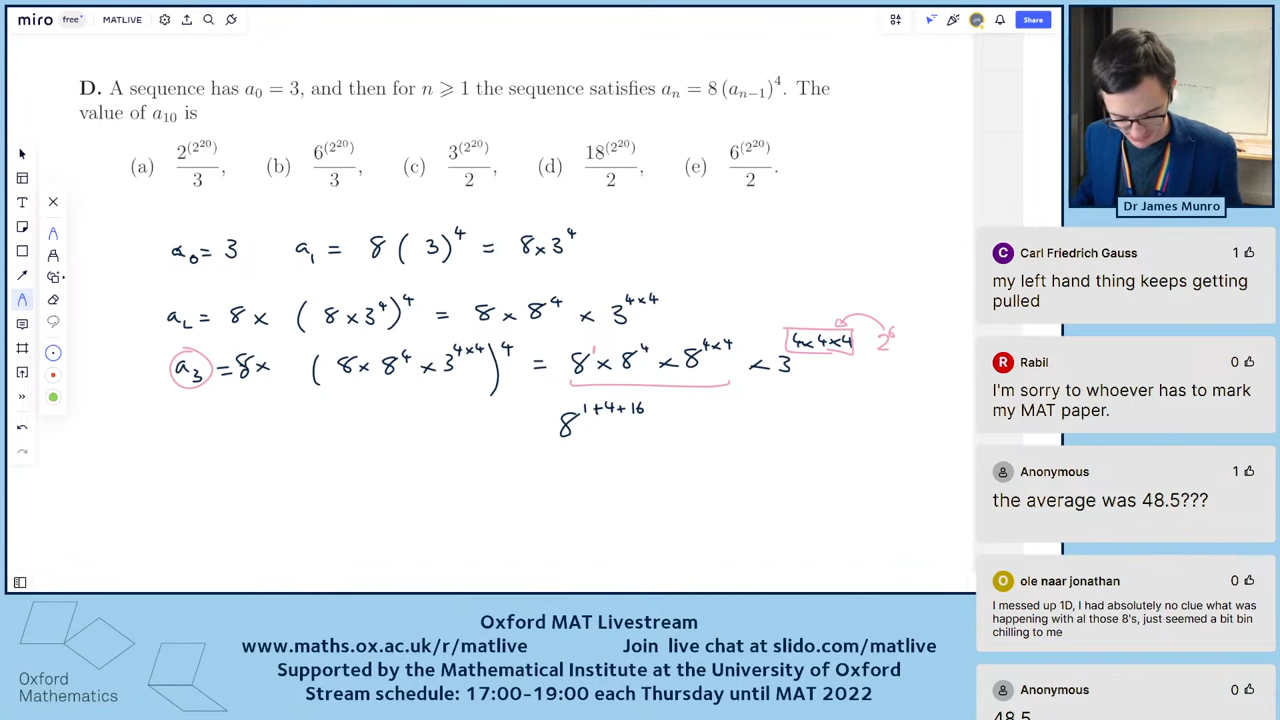 miro free MATLIVE Share
D. A sequence has a₀ = 3, and then for n ⩾ 1 the sequence satisfies aₙ = 8 (aₙ₋₁)⁴. The
value of a₁₀ is
(a) 2^(2^20)/3, (b) 6^(2^20)/3, (c) 3^(2^20)/2, (d) 18^(2^20)/2, (e) 6^(2^20)/2.
a₀ = 3 a₁ = 8 ( 3)⁴ = 8×3⁴
a₂ = 8 × ( 8 × 3⁴ )⁴ = 8 × 8⁴ × 3^(4×4)
a₃ = 8× ( 8× 8⁴ × 3^(4×4) )⁴ = 8¹ × 8⁴ × 8^(4×4) × 3^(4×4×4) 2⁶
8^(1+4+16)
Dr James Munro
C Carl Friedrich Gauss 1
my left hand thing keeps getting
pulled
R Rabil 0
I'm sorry to whoever has to mark
my MAT paper.
Anonymous 1
the average was 48.5???
O ole naar jonathan 0
I messed up 1D, I had absolutely no clue what was
happening with al those 8's, just seemed a bit bin
chilling to me
Anonymous 0
48.5
Oxford
Mathematics
Oxford MAT Livestream
www.maths.ox.ac.uk/r/matlive Join live chat at slido.com/matlive
Supported by the Mathematical Institute at the University of Oxford
Stream schedule: 17:00-19:00 each Thursday until MAT 2022